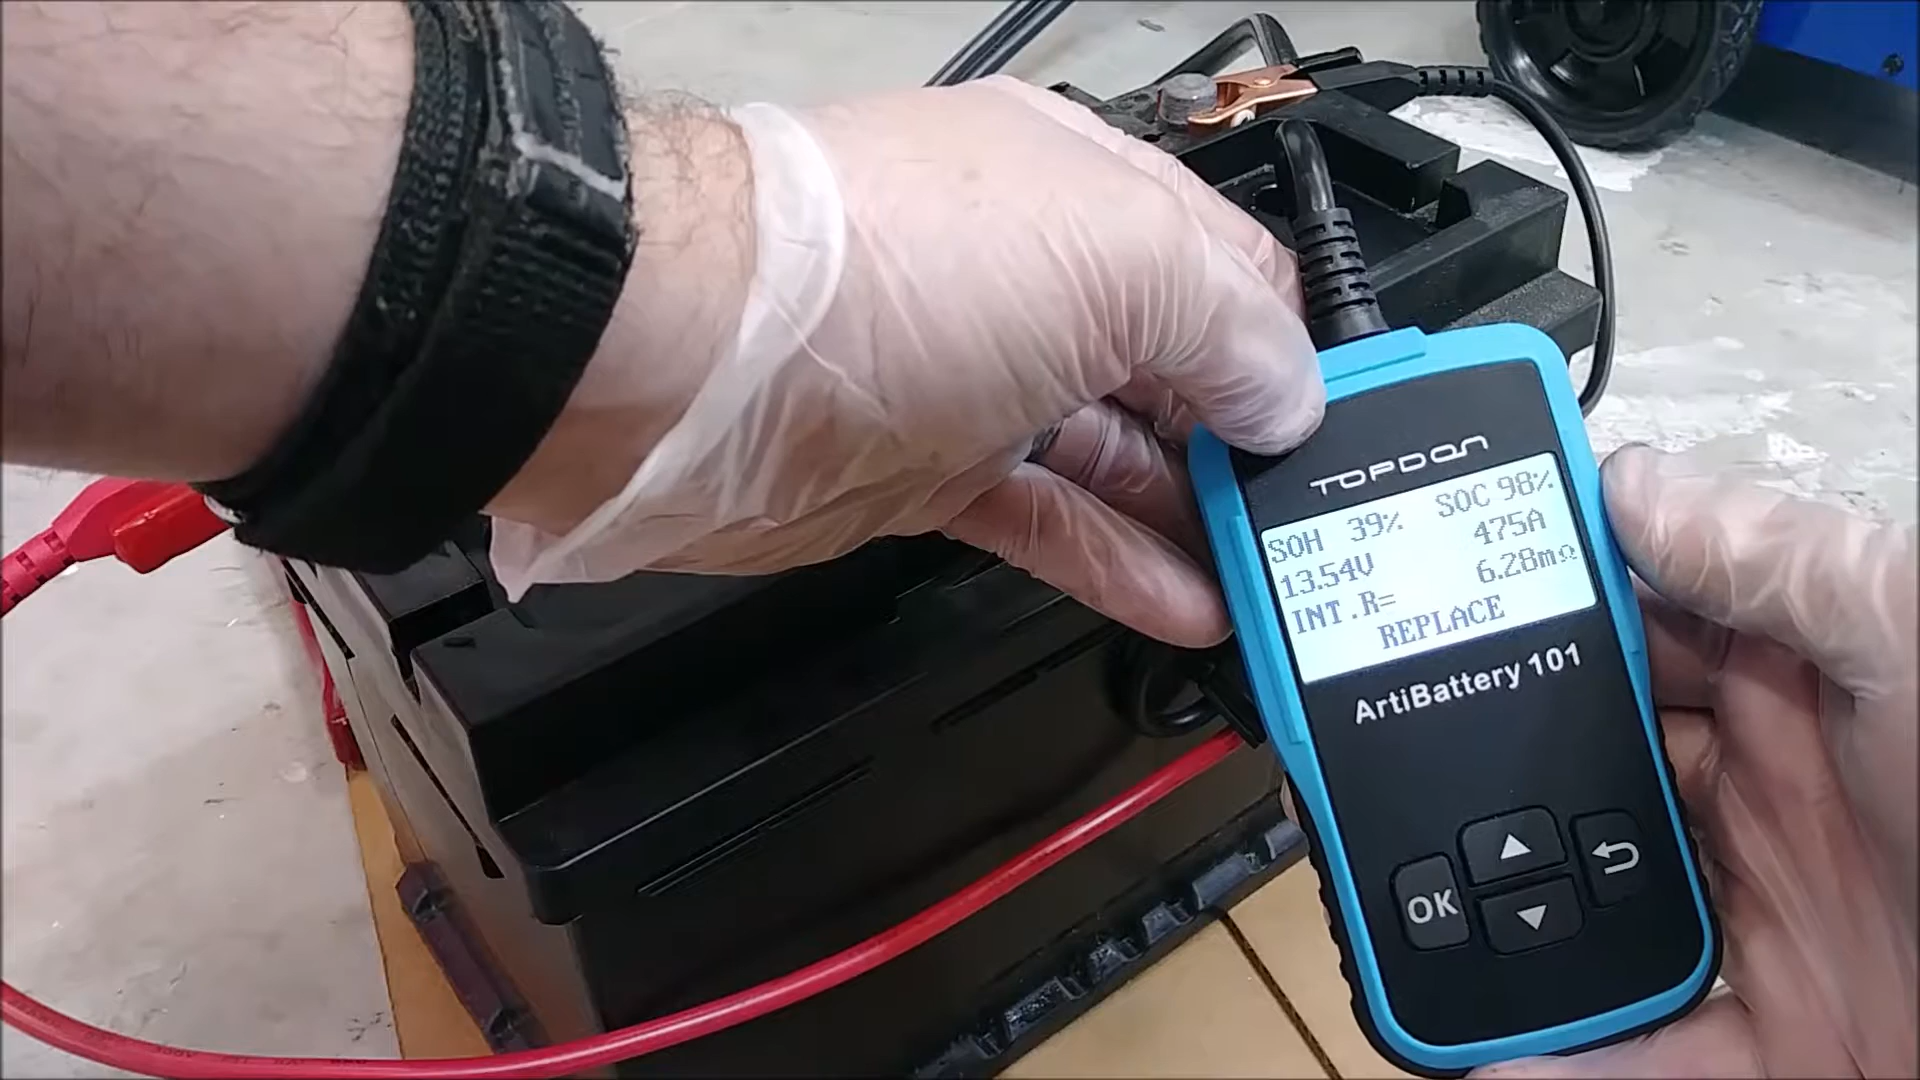 TOPDON
SOH 39% SOC 98%
13.54V 475A
INT.R= 6.28mΩ
REPLACE
ArtiBattery 101
OK